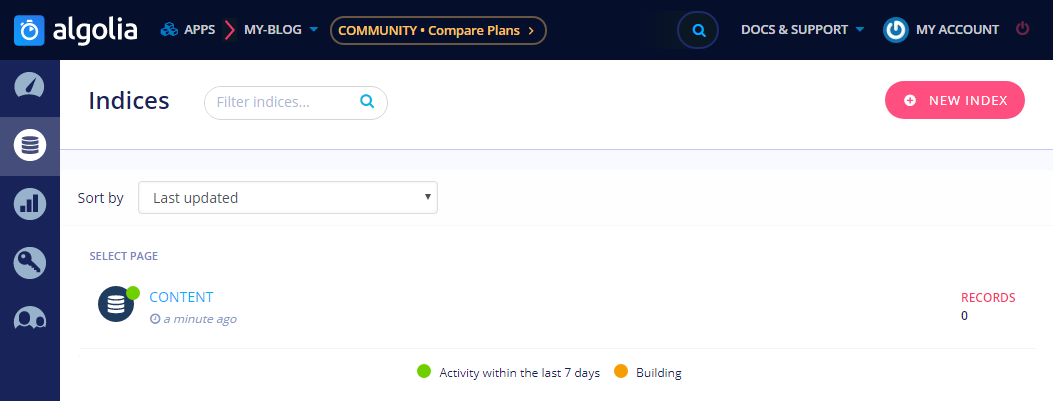 algolia APPS MY-BLOG COMMUNITY • Compare Plans DOCS & SUPPORT MY ACCOUNT
Indices Filter indices... NEW INDEX
Sort by Last updated
SELECT PAGE
CONTENT RECORDS
a minute ago 0
Activity within the last 7 days Building